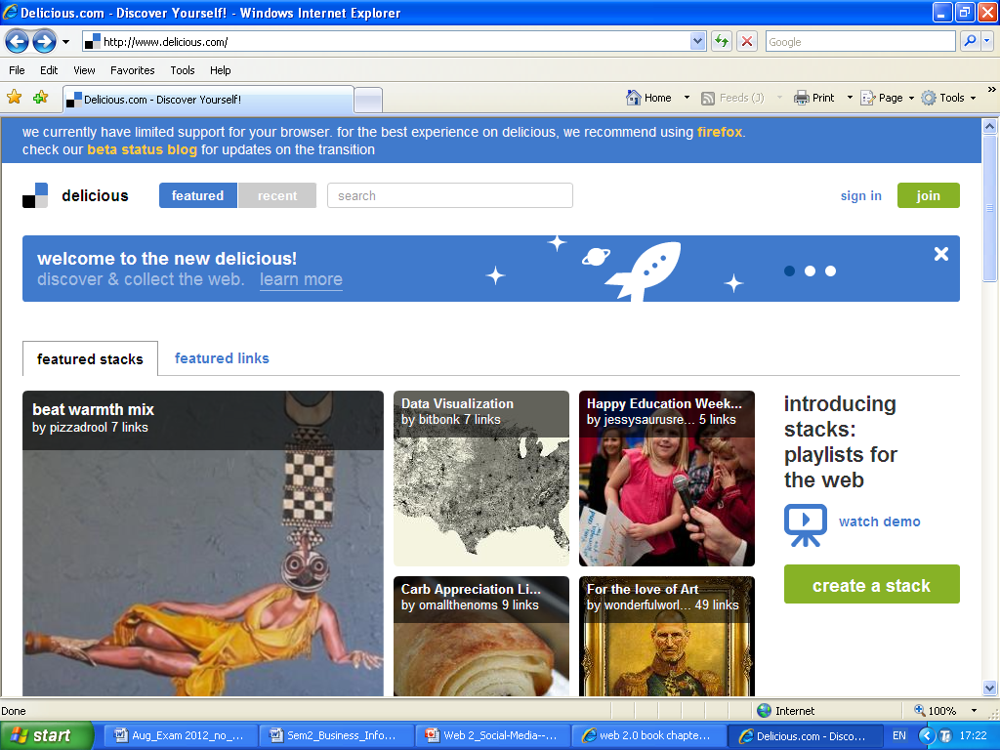 Delicious.com - Discover Yourself! - Windows Internet Explorer
http://www.delicious.com/
Google
File Edit View Favorites Tools Help
Delicious.com - Discover Yourself!
Home Feeds (J) Print Page Tools
we currently have limited support for your browser. for the best experience on delicious, we recommend using firefox.
check our beta status blog for updates on the transition
delicious
featured recent
search
sign in join
welcome to the new delicious!
discover & collect the web. learn more
featured stacks featured links
beat warmth mix
by pizzadrool 7 links
Data Visualization
by bitbonk 7 links
Happy Education Week...
by jessysaurusre... 5 links
Carb Appreciation Li...
by omallthenoms 9 links
For the love of Art
by wonderfulworl... 49 links
introducing
stacks:
playlists for
the web
watch demo
create a stack
Done Internet 100%
start Aug_Exam 2012_no_... Sem2_Business_Info... Web 2_Social-Media--... web 2.0 book chapte... Delicious.com - Disco... EN 17:22